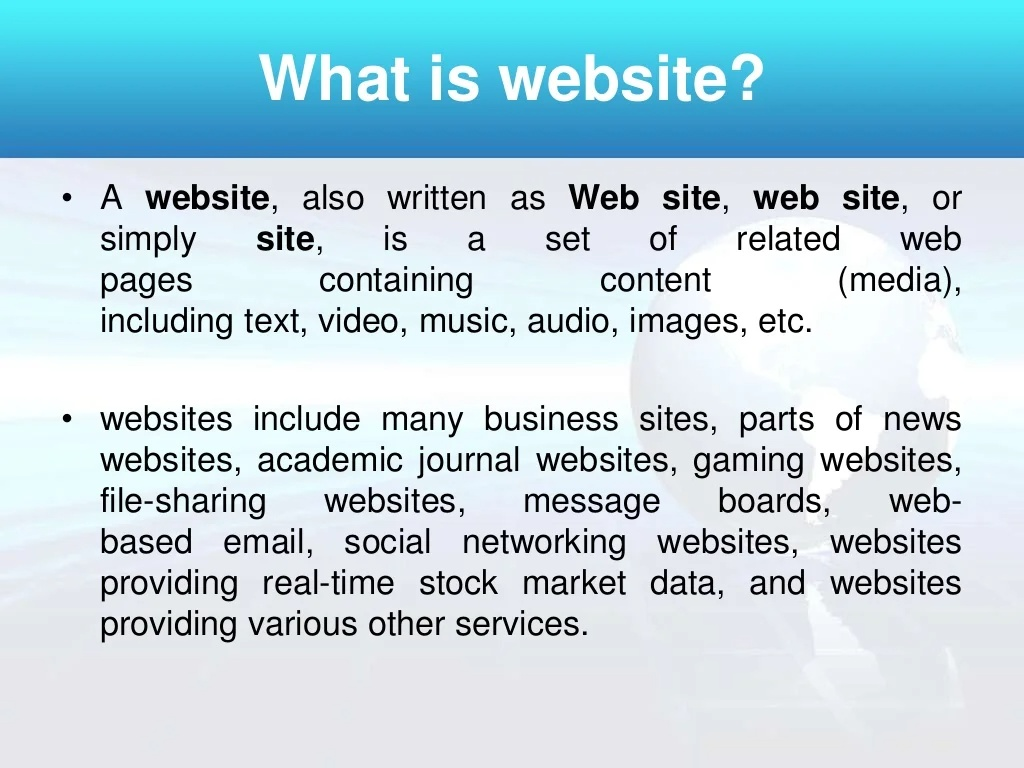 What is website?
• A website, also written as Web site, web site, or
simply site, is a set of related web
pages containing content (media),
including text, video, music, audio, images, etc.
• websites include many business sites, parts of news
websites, academic journal websites, gaming websites,
file-sharing websites, message boards, web-
based email, social networking websites, websites
providing real-time stock market data, and websites
providing various other services.